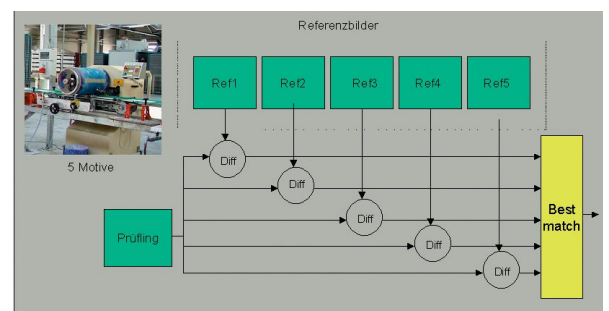 Referenzbilder
Ref1 Ref2 Ref3 Ref4 Ref5
5 Motive
Diff
Diff
Diff
Diff
Diff
Prüfling
Best
match